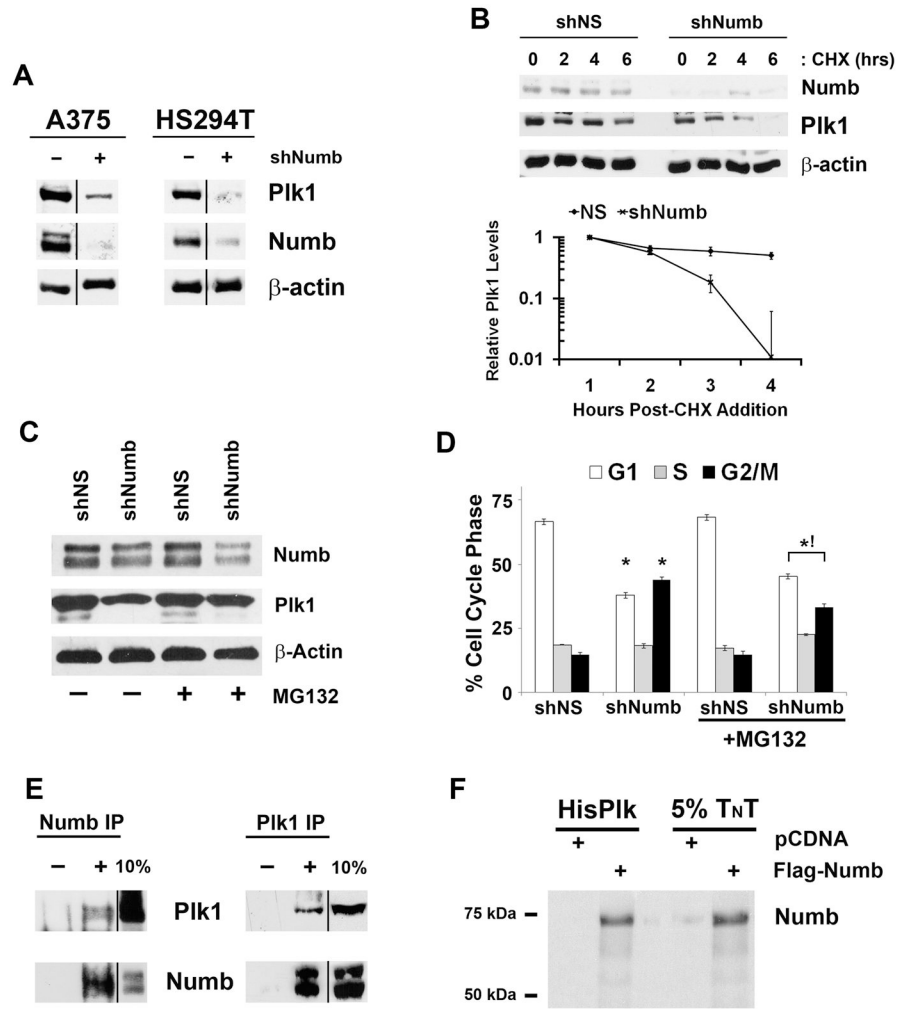 A
A375 HS294T
– + – + shNumb
Plk1
Numb
β-actin
B
shNS shNumb
0 2 4 6 0 2 4 6 : CHX (hrs)
Numb
Plk1
β-actin
NS shNumb
Relative Plk1 Levels
1
0.1
0.01
1 2 3 4
Hours Post-CHX Addition
C
shNS shNumb shNS shNumb
Numb
Plk1
β-Actin
– – + + MG132
D
G1 S G2/M
% Cell Cycle Phase
75
50
25
0
* * *!
shNS shNumb shNS shNumb
+MG132
E
Numb IP Plk1 IP
– + 10% – + 10%
Plk1
Numb
F
HisPlk 5% TNT
+ + pCDNA
+ + Flag-Numb
75 kDa
Numb
50 kDa